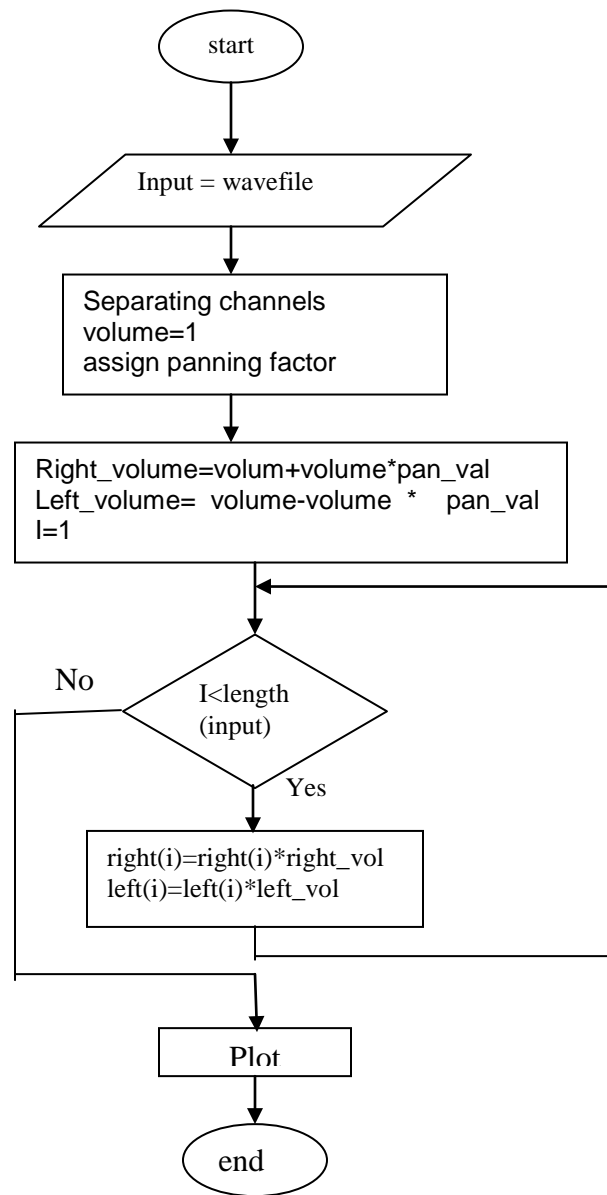 start
Input = wavefile
Separating channels
volume=1
assign panning factor
Right_volume=volum+volume*pan_val
Left_volume= volume-volume * pan_val
I=1
No
I<length
(input)
Yes
right(i)=right(i)*right_vol
left(i)=left(i)*left_vol
Plot
end